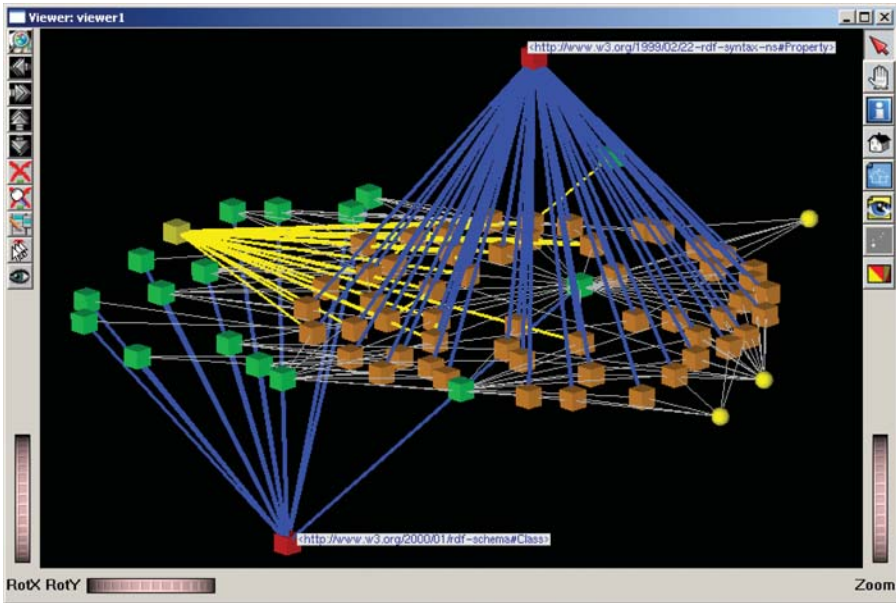 Viewer: viewer1
<http://www.w3.org/1999/02/22-rdf-syntax-ns#Property>
<http://www.w3.org/2000/01/rdf-schema#Class>
RotX RotY Zoom